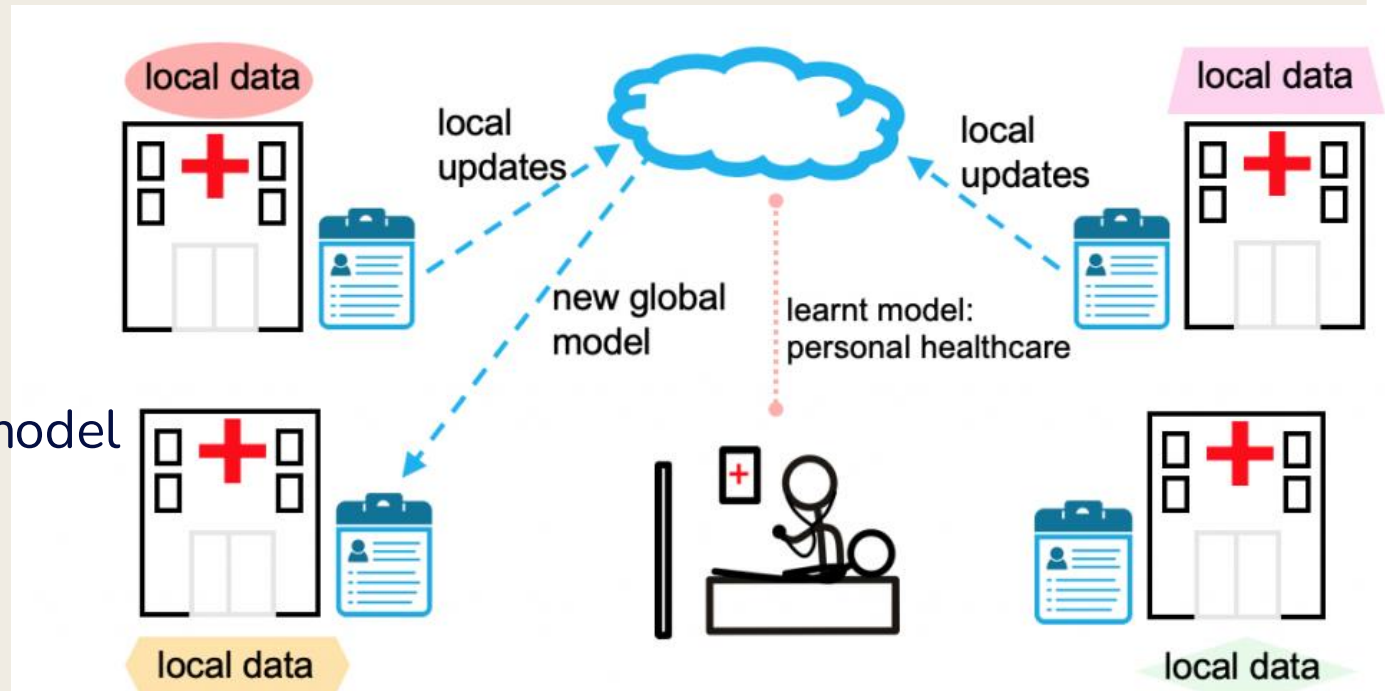 local data
local data
local
updates
local
updates
new global
model
learnt model:
personal healthcare
model
local data
local data